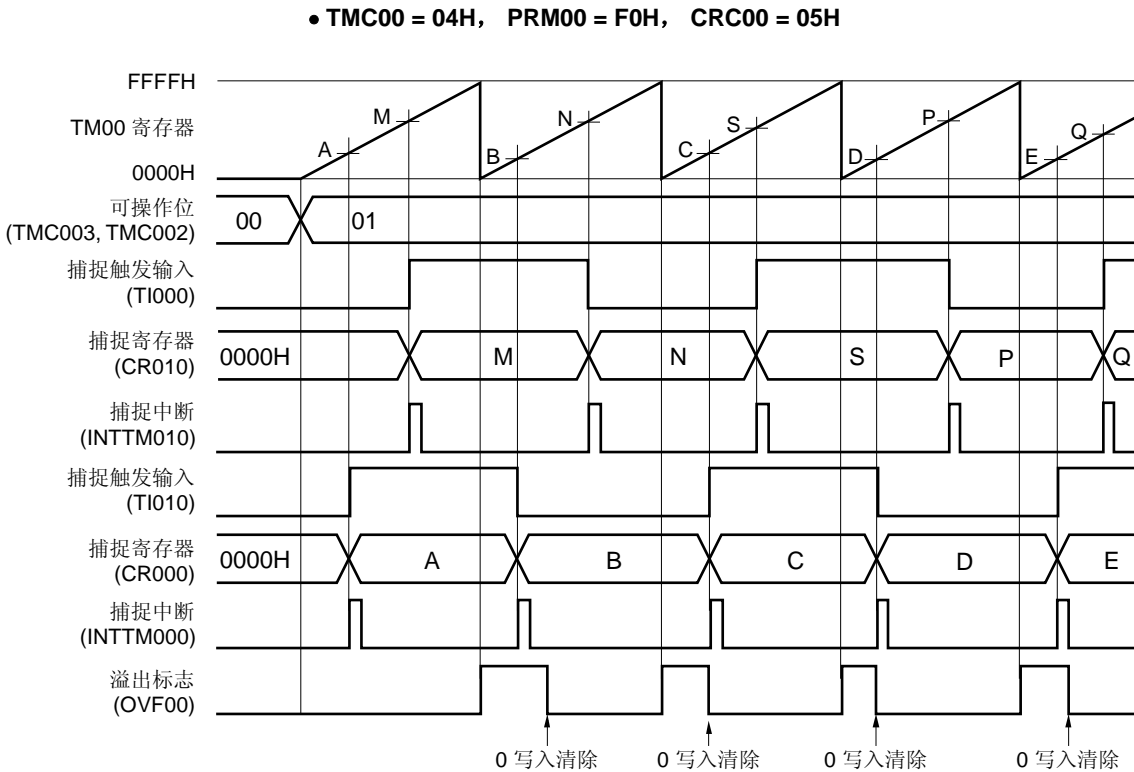 ● TMC00 = 04H， PRM00 = F0H， CRC00 = 05H
FFFFH
TM00 寄存器
0000H
A M B N C S D P E Q
可操作位
(TMC003, TMC002)
00 01
捕捉触发输入
(TI000)
捕捉寄存器
(CR010)
0000H M N S P Q
捕捉中断
(INTTM010)
捕捉触发输入
(TI010)
捕捉寄存器
(CR000)
0000H A B C D E
捕捉中断
(INTTM000)
溢出标志
(OVF00)
0 写入清除 0 写入清除 0 写入清除 0 写入清除